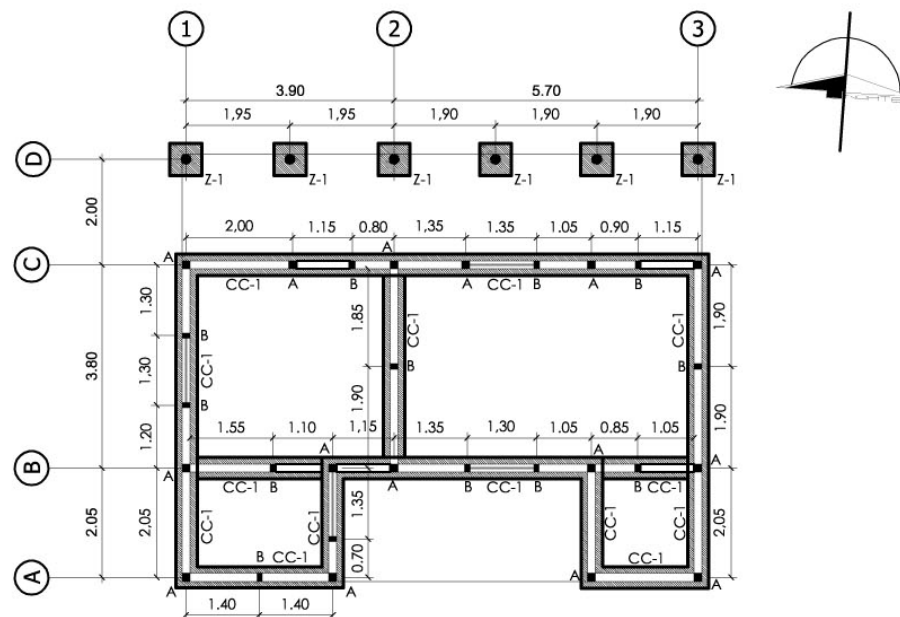 1 2 3
3.90 5.70
1,95 1,95 1,90 1,90 1,90
D
Z-1 Z-1 Z-1 Z-1 Z-1 Z-1
2.00
2,00 1.15 0.80 1,35 1.35 1.05 0.90 1.15
A A
C
A
CC-1 A B A CC-1 B A B
1.30 1.85 1,90
B CC-1 CC-1 CC-1
3.80 1,30 B B
B
1.20 1.90 1.90
1.55 1.10 1,15 1.35 1,30 1.05 0.85 1.05
A A
B
A
A
CC-1 B A B CC-1 B B CC-1
2.05 2,05 CC-1 CC-1 1.35 CC-1 CC-1 2,05
B CC-1 0.70 CC-1
A
A A A A
1.40 1.40